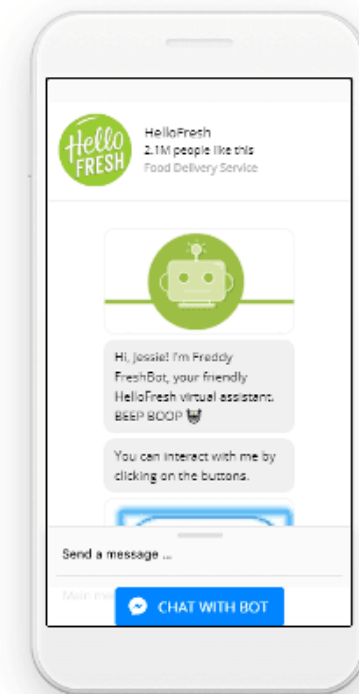 Hello
FRESH
HelloFresh
2.1M people like this
Food Delivery Service
Hi, Jessie! I'm Freddy
FreshBot, your friendly
HelloFresh virtual assistant.
BEEP BOOP
You can interact with me by
clicking on the buttons.
Send a message ...
Main
CHAT WITH BOT